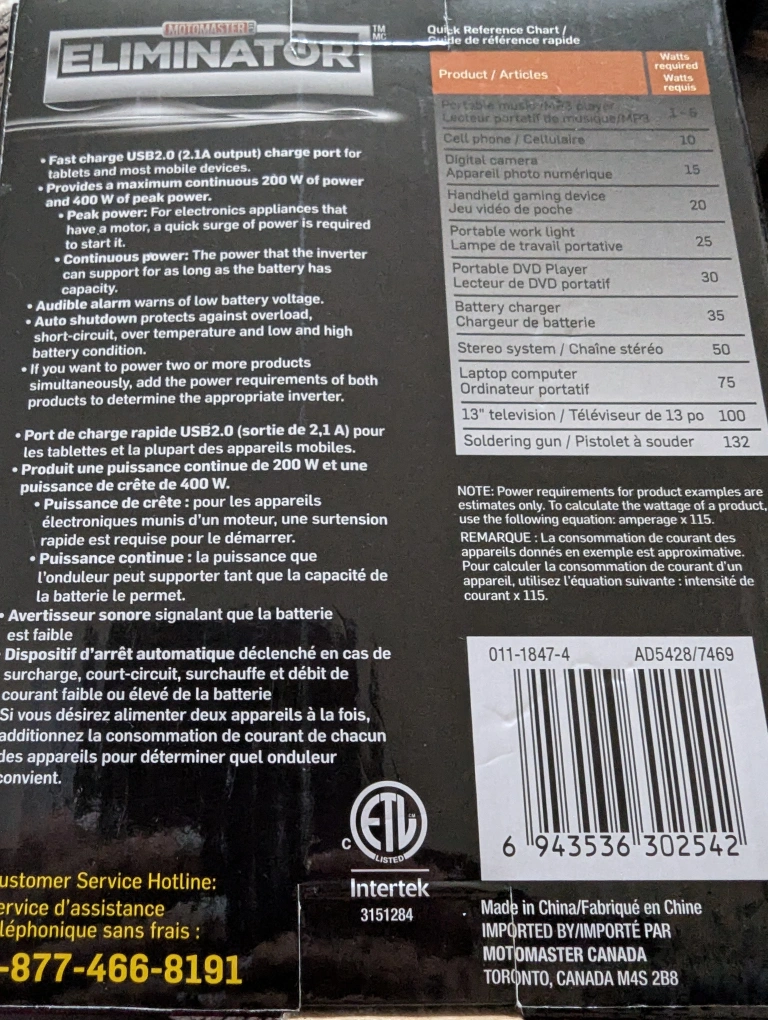 MOTOMASTER
ELIMINATOR
TM
MC
• Fast charge USB2.0 (2.1A output) charge port for
tablets and most mobile devices.
• Provides a maximum continuous 200 W of power
and 400 W of peak power.
• Peak power: For electronics appliances that
have a motor, a quick surge of power is required
to start it.
• Continuous power: The power that the inverter
can support for as long as the battery has
capacity.
• Audible alarm warns of low battery voltage.
• Auto shutdown protects against overload,
short-circuit, over temperature and low and high
battery condition.
• If you want to power two or more products
simultaneously, add the power requirements of both
products to determine the appropriate inverter.
• Port de charge rapide USB2.0 (sortie de 2,1 A) pour
les tablettes et la plupart des appareils mobiles.
• Produit une puissance continue de 200 W et une
puissance de crête de 400 W.
• Puissance de crête : pour les appareils
électroniques munis d'un moteur, une surtension
rapide est requise pour le démarrer.
• Puissance continue : la puissance que
l'onduleur peut supporter tant que la capacité de
la batterie le permet.
• Avertisseur sonore signalant que la batterie
est faible
Dispositif d'arrêt automatique déclenché en cas de
surcharge, court-circuit, surchauffe et débit de
courant faible ou élevé de la batterie
Si vous désirez alimenter deux appareils à la fois,
additionnez la consommation de courant de chacun
des appareils pour déterminer quel onduleur
convient.
ustomer Service Hotline:
ervice d'assistance
léphonique sans frais :
-877-466-8191
C
ETL
CM
LISTED
Intertek
3151284
Quick Reference Chart /
Guide de référence rapide
Product / Articles
Watts
required
Watts
requis
Portable music/MP3 player
Lecteur portatif de musique/MP3
1 - 5
Cell phone / Cellulaire 10
Digital camera
Appareil photo numérique 15
Handheld gaming device
Jeu vidéo de poche 20
Portable work light
Lampe de travail portative 25
Portable DVD Player
Lecteur de DVD portatif 30
Battery charger
Chargeur de batterie 35
Stereo system / Chaîne stéréo 50
Laptop computer
Ordinateur portatif 75
13" television / Téléviseur de 13 po 100
Soldering gun / Pistolet à souder 132
NOTE: Power requirements for product examples are
estimates only. To calculate the wattage of a product,
use the following equation: amperage x 115.
REMARQUE : La consommation de courant des
appareils donnés en exemple est approximative.
Pour calculer la consommation de courant d'un
appareil, utilisez l'équation suivante : intensité de
courant x 115.
011-1847-4 AD5428/7469
6 943536 302542
Made in China/Fabriqué en Chine
IMPORTED BY/IMPORTÉ PAR
MOTOMASTER CANADA
TORONTO, CANADA M4S 2B8